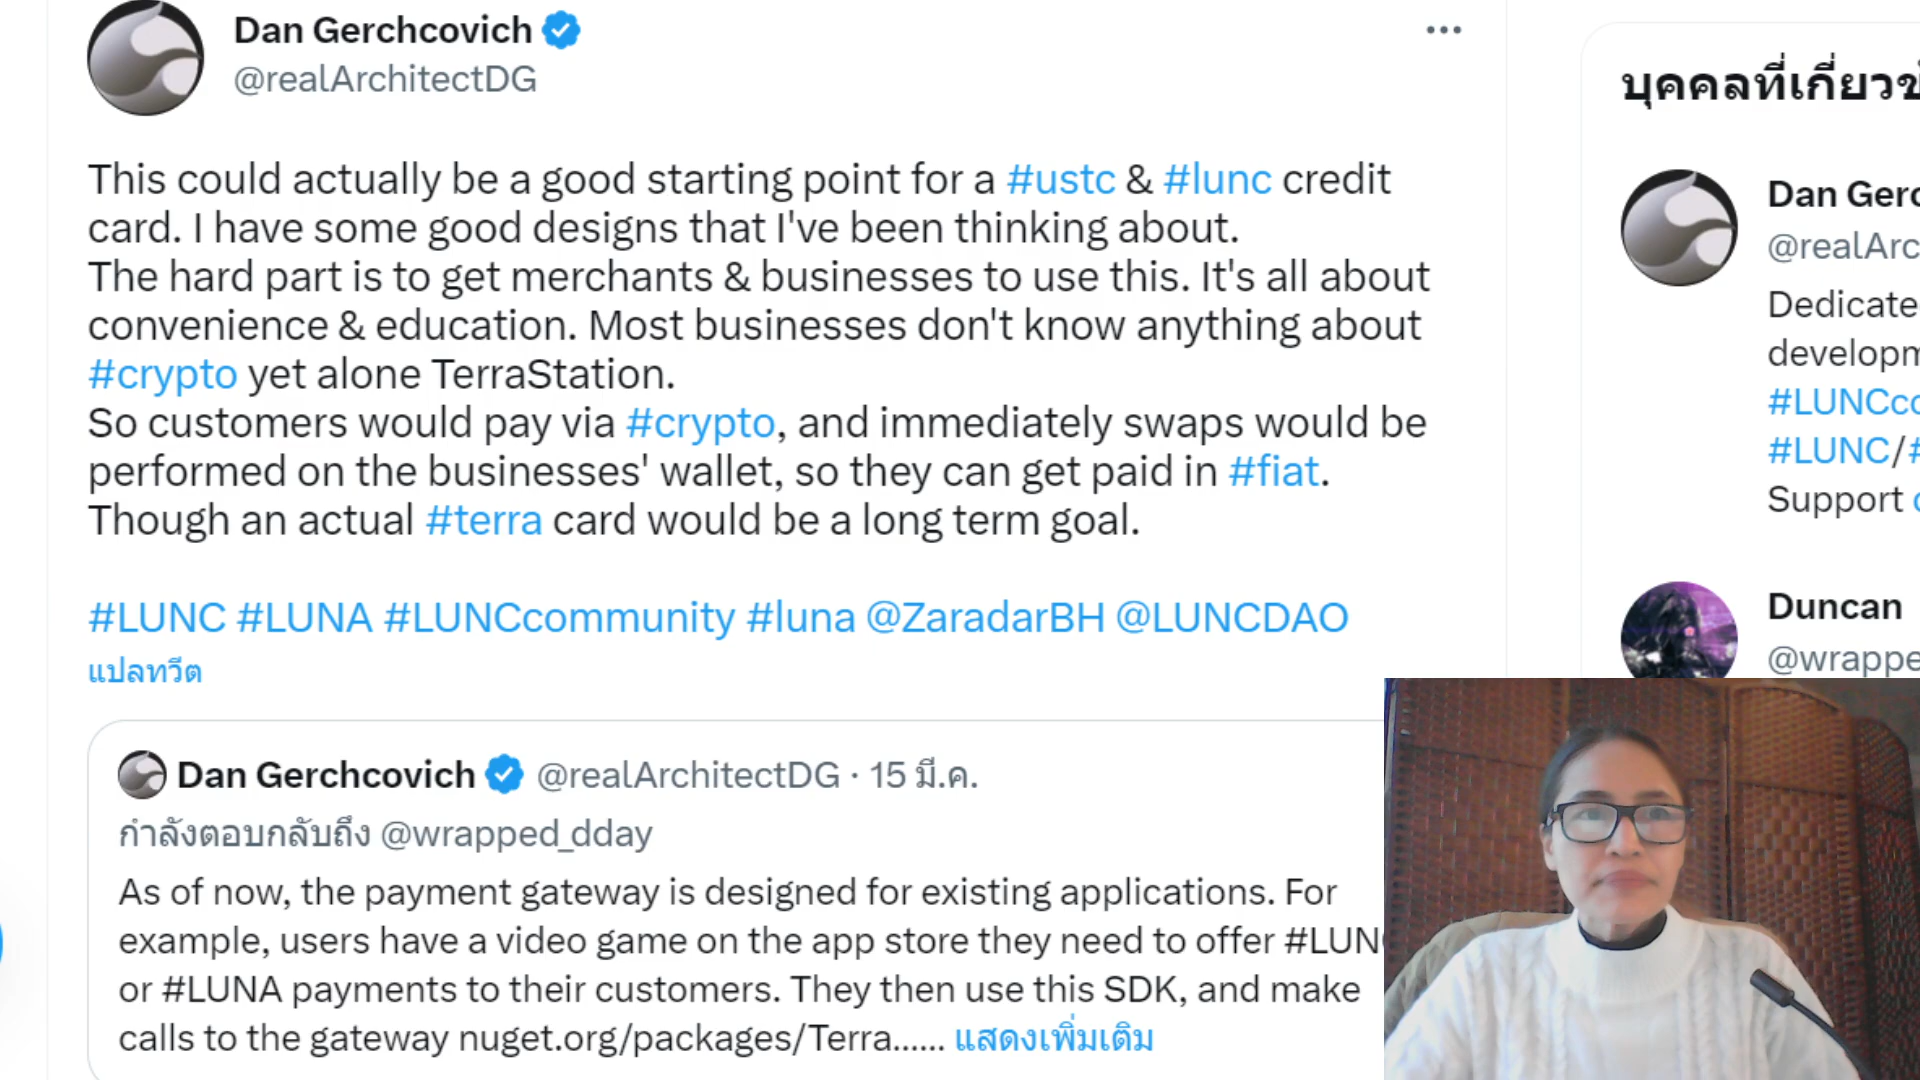 Dan Gerchcovich
@realArchitectDG
This could actually be a good starting point for a #ustc & #lunc credit
card. I have some good designs that I've been thinking about.
The hard part is to get merchants & businesses to use this. It's all about
convenience & education. Most businesses don't know anything about
#crypto yet alone TerraStation.
So customers would pay via #crypto, and immediately swaps would be
performed on the businesses' wallet, so they can get paid in #fiat.
Though an actual #terra card would be a long term goal.
#LUNC #LUNA #LUNCcommunity #luna @ZaradarBH @LUNCDAO
แปลทวีต
Dan Gerchcovich @realArchitectDG · 15 มี.ค.
กำลังตอบกลับถึง @wrapped_dday
As of now, the payment gateway is designed for existing applications. For
example, users have a video game on the app store they need to offer #LUN
or #LUNA payments to their customers. They then use this SDK, and make
calls to the gateway nuget.org/packages/Terra...... แสดงเพิ่มเติม
บุคคลที่เกี่ยวข้
Dan Gerc
@realArc
Dedicate
developm
#LUNCco
#LUNC/#
Support
Duncan
@wrappe